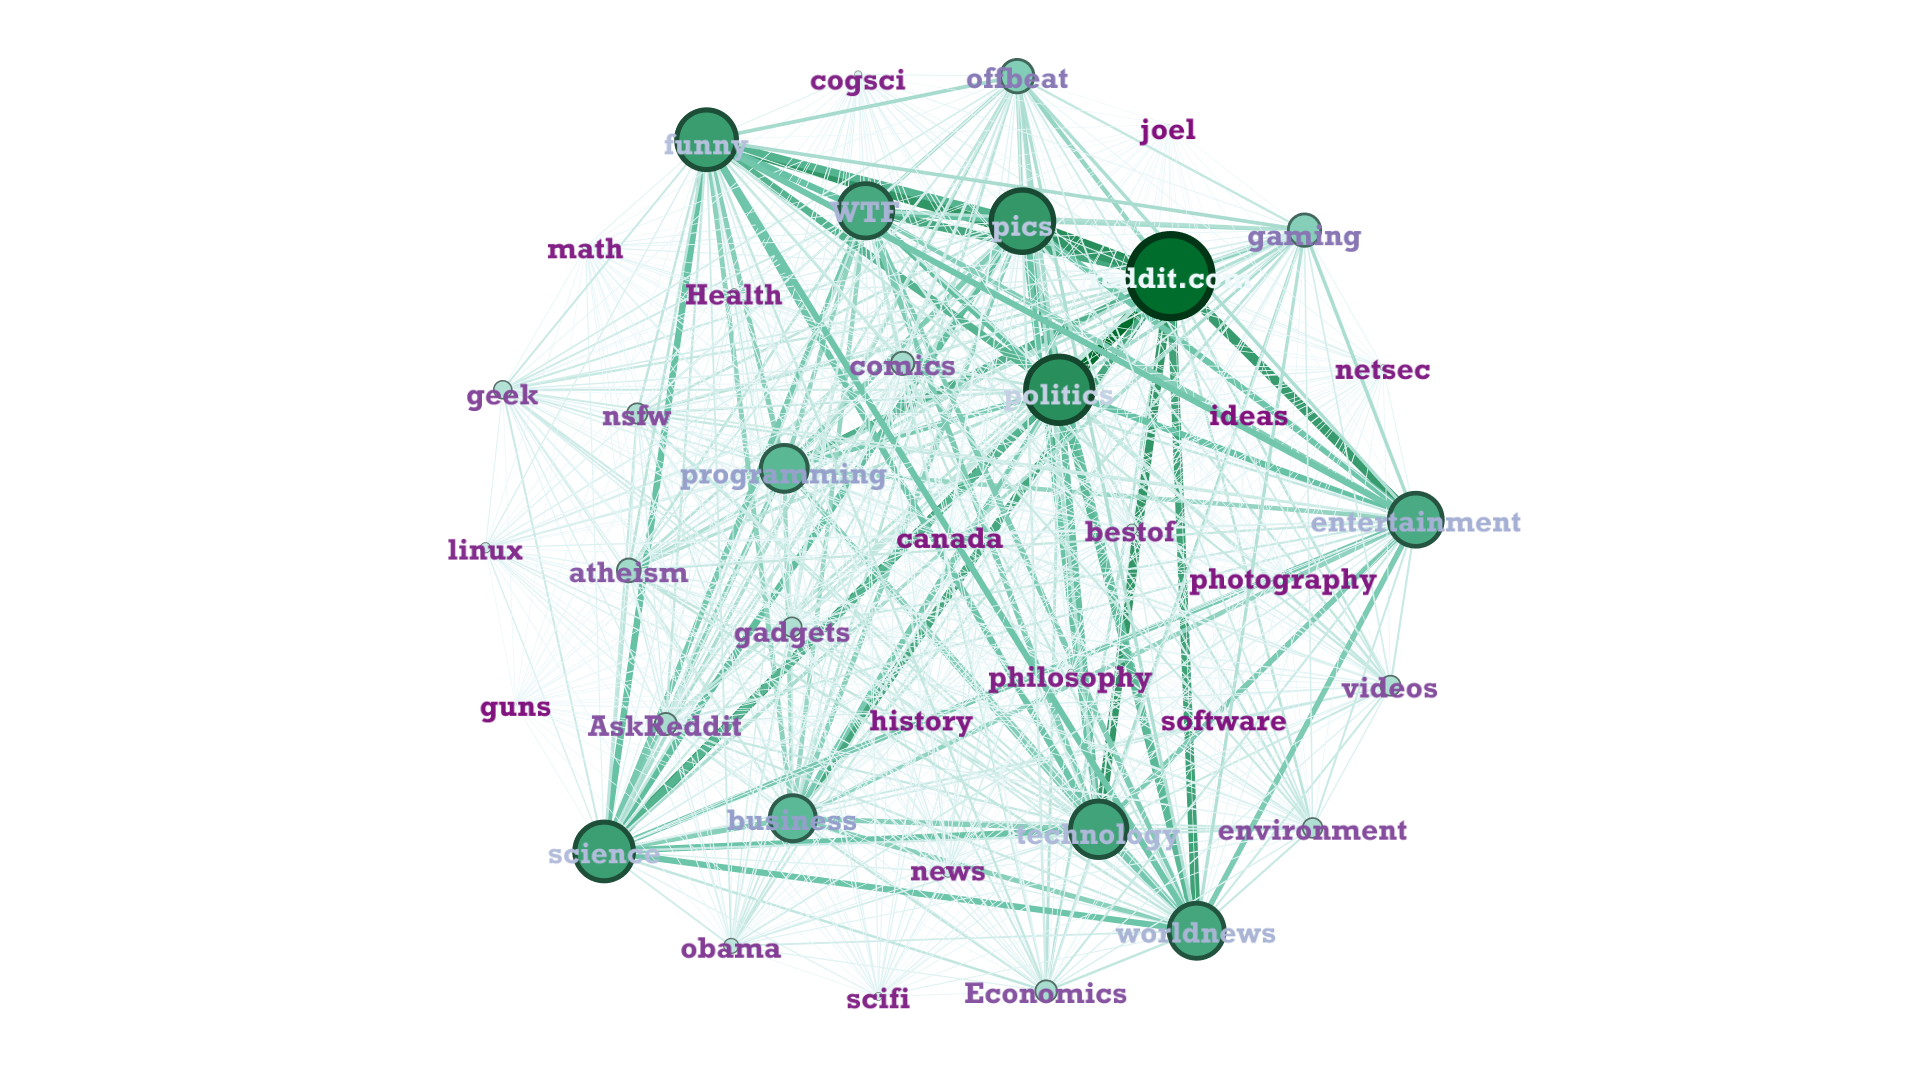 offbeat
cogsci
joel
funny
WTF
pics
gaming
math
ddit.co
Health
comics
netsec
geek
politics
nsfw
ideas
programming
entertainment
bestof
canada
linux
atheism
photography
gadgets
philosophy
videos
guns
history
software
AskReddit
business
environment
technology
science
news
worldnews
obama
Economics
scifi